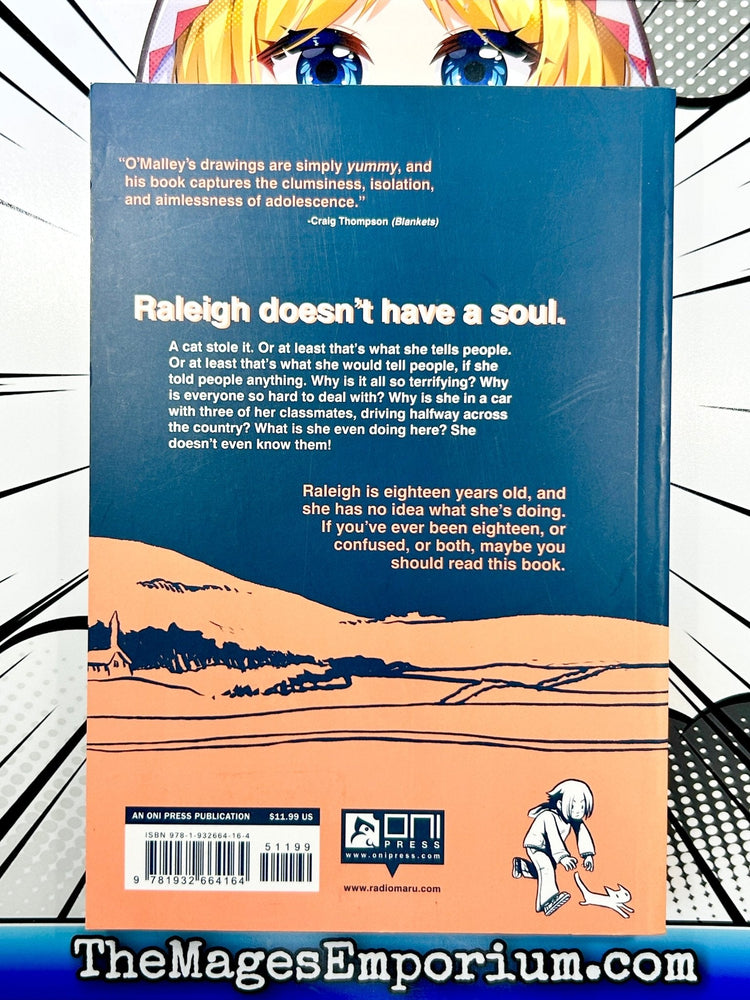 “O’Malley’s drawings are simply yummy, and
his book captures the clumsiness, isolation,
and aimlessness of adolescence.”
-Craig Thompson (Blankets)
Raleigh doesn’t have a soul.
A cat stole it. Or at least that’s what she tells people.
Or at least that’s what she would tell people, if she
told people anything. Why is it all so terrifying? Why
is everyone so hard to deal with? Why is she in a car
with three of her classmates, driving halfway across
the country? What is she even doing here? She
doesn’t even know them!
Raleigh is eighteen years old, and
she has no idea what she’s doing.
If you’ve ever been eighteen, or
confused, or both, maybe you
should read this book.
AN ONI PRESS PUBLICATION $11.99 US
ISBN 978-1-932664-16-4
51199
9 781932 664164
ONI
PRESS
www.onipress.com
www.radiomaru.com
TheMagesEmporium.com